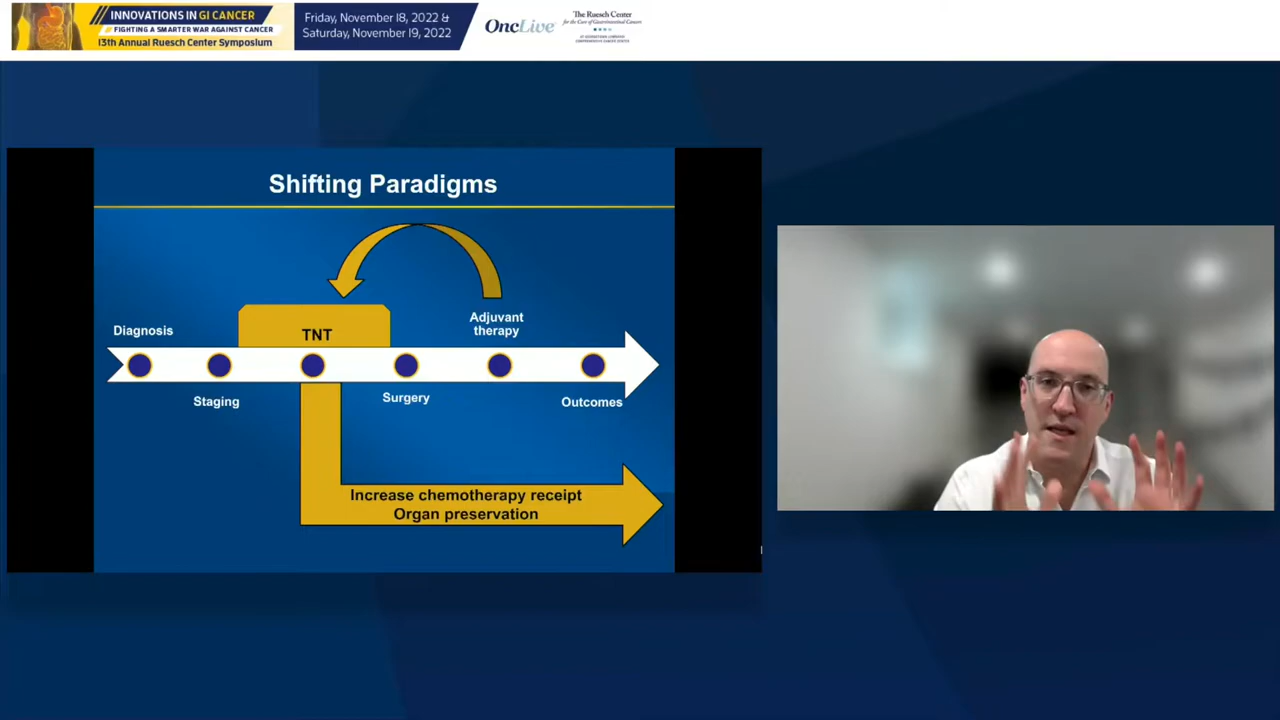 INNOVATIONS IN GI CANCER
FIGHTING A SMARTER WAR AGAINST CANCER
13th Annual Ruesch Center Symposium
Friday, November 18, 2022 &
Saturday, November 19, 2022
OncLive
The Ruesch Center
for the Cure of Gastrointestinal Cancers
Shifting Paradigms
Diagnosis
TNT
Adjuvant
therapy
Staging
Surgery
Outcomes
Increase chemotherapy receipt
Organ preservation